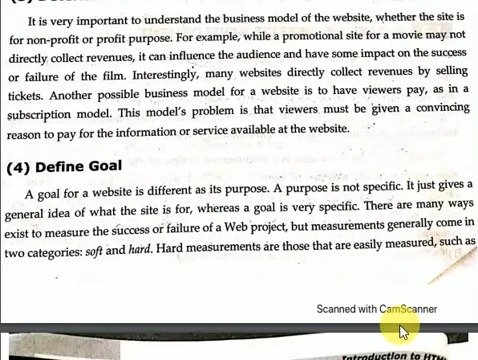 It is very important to understand the business model of the website, whether the site is
for non-profit or profit purpose. For example, while a promotional site for a movie may not
directly collect revenues, it can influence the audience and have some impact on the success
or failure of the film. Interestingly, many websites directly collect revenues by selling
tickets. Another possible business model for a website is to have viewers pay, as in a
subscription model. This model's problem is that viewers must be given a convincing
reason to pay for the information or service available at the website.
(4) Define Goal
A goal for a website is different as its purpose. A purpose is not specific. It just gives a
general idea of what the site is for, whereas a goal is very specific. There are many ways
exist to measure the success or failure of a Web project, but measurements generally come in
two categories: soft and hard. Hard measurements are those that are easily measured, such as
Scanned with CamScanner
Introduction to HTM